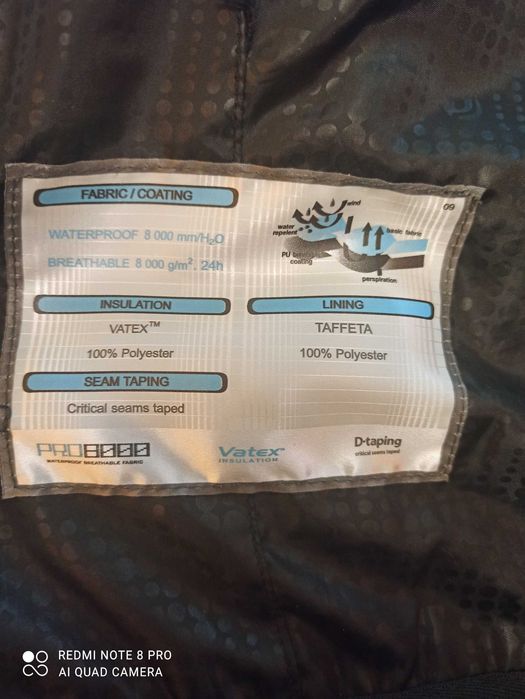 FABRIC / COATING
WATERPROOF 8 000 mm/H₂O
BREATHABLE 8 000 g/m². 24h
09
wind
water
repelent
basic fabric
PU
coating
perspiration
INSULATION
VATEX™
100% Polyester
LINING
TAFFETA
100% Polyester
SEAM TAPING
Critical seams taped
PRO8000
WATERPROOF BREATHABLE FABRIC
Vatex
INSULATION
D-taping
critical seams taped
REDMI NOTE 8 PRO
AI QUAD CAMERA